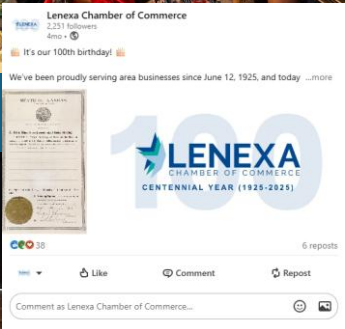 Lenexa Chamber of Commerce
2,251 followers
4mo •
It's our 100th birthday!
We've been proudly serving area businesses since June 12, 1925, and today ...more
100
LENEXA
CHAMBER OF COMMERCE
CENTENNIAL YEAR (1925-2025)
38
6 reposts
Like
Comment
Repost
Comment as Lenexa Chamber of Commerce...